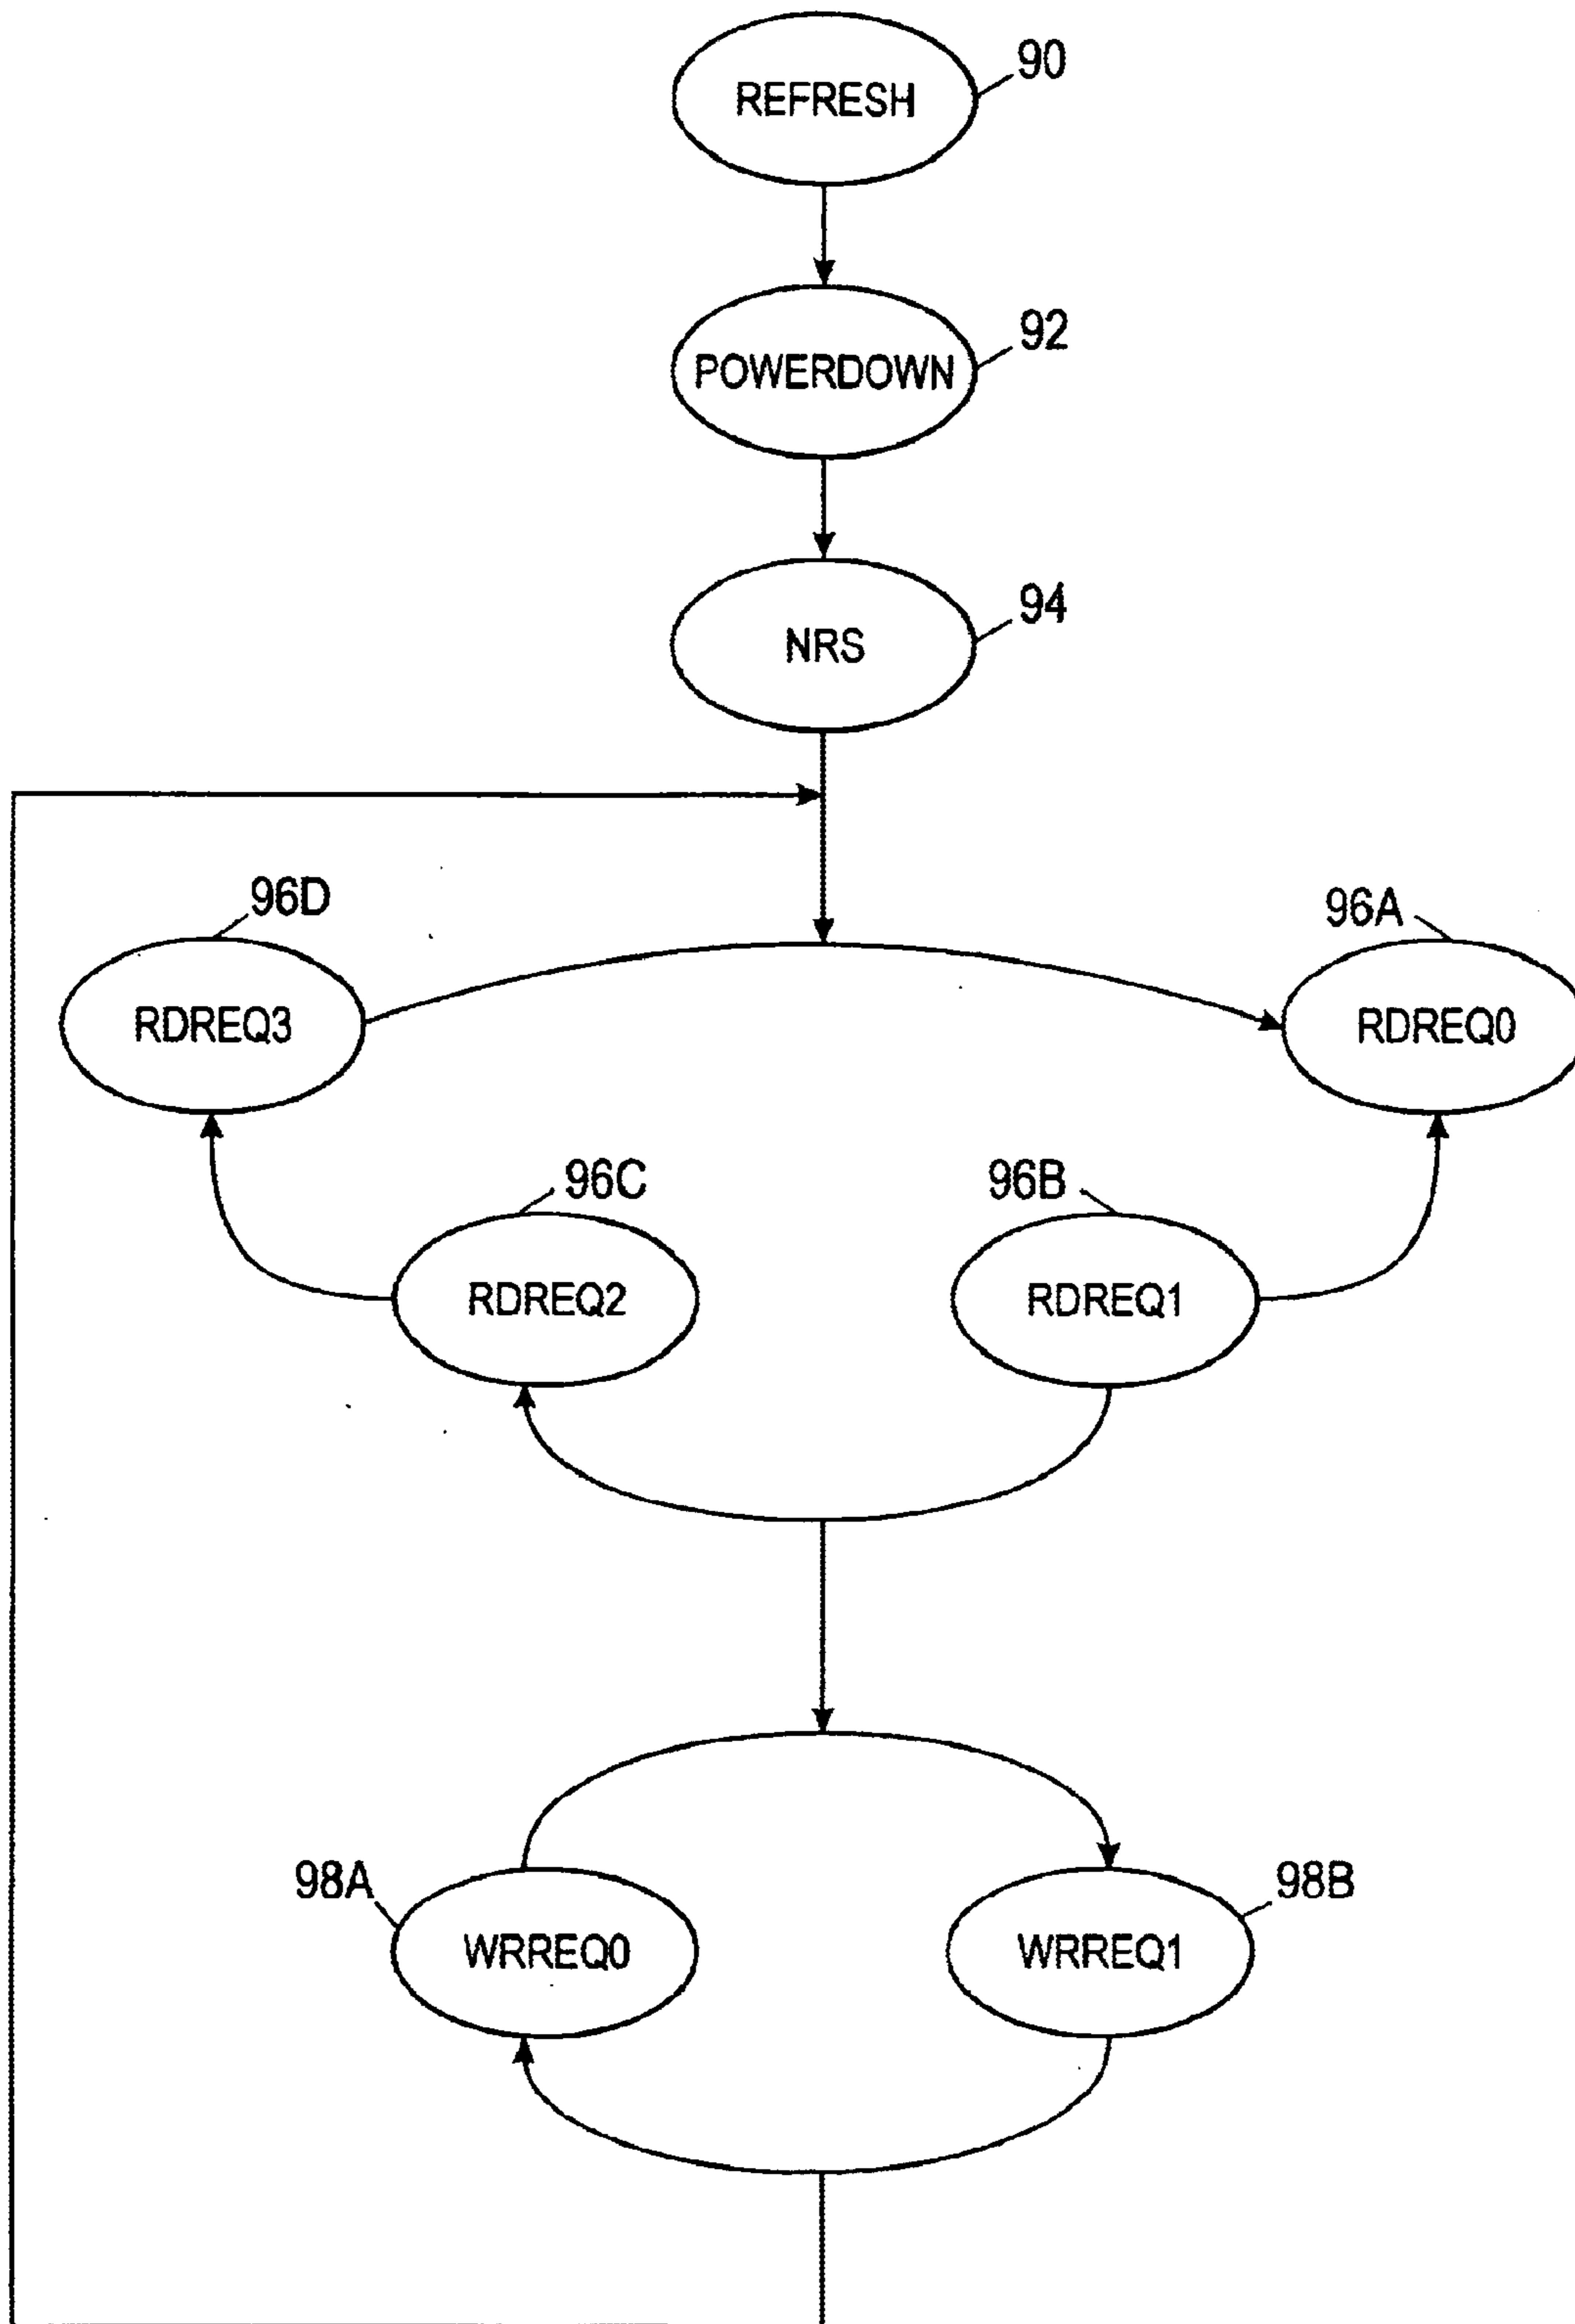 90
REFRESH
92
POWERDOWN
94
NRS
96D
96A
RDREQ3
RDREQ0
96C
96B
RDREQ2
RDREQ1
98A
98B
WRREQ0
WRREQ1